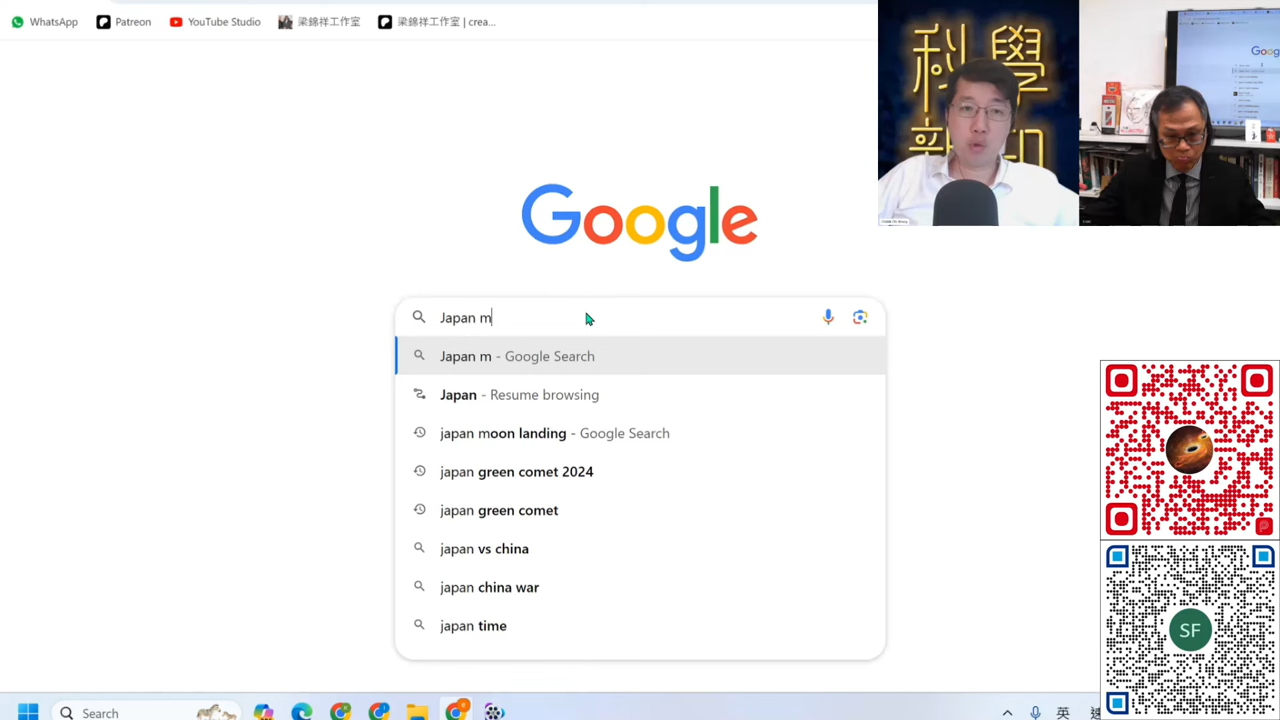 WhatsApp
Patreon
YouTube Studio
梁錦祥工作室
梁錦祥工作室 | crea...
科學
Google
Japan m
Japan m - Google Search
Japan - Resume browsing
japan moon landing - Google Search
japan green comet 2024
japan green comet
japan vs china
japan china war
japan time
SF
Search
英